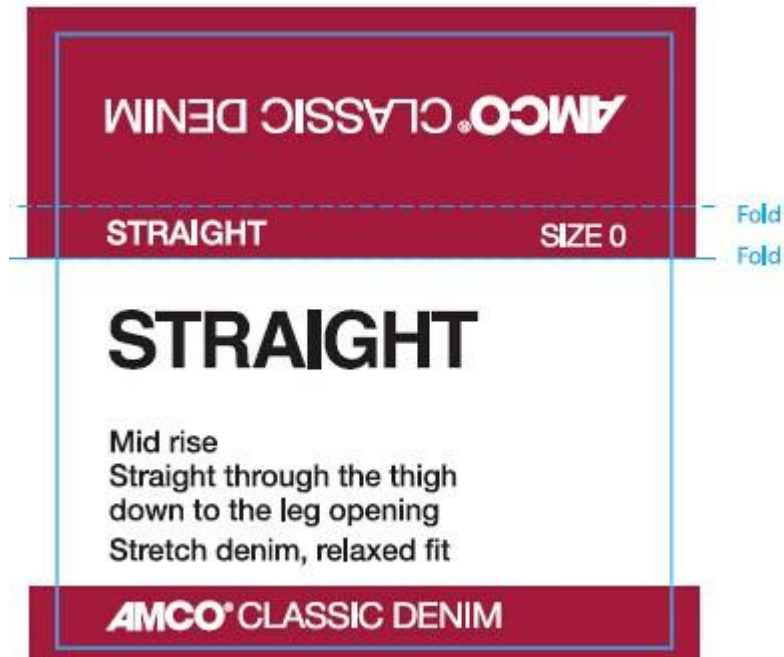 AMCO® CLASSIC DENIM
STRAIGHT SIZE 0
Fold
Fold
STRAIGHT
Mid rise
Straight through the thigh
down to the leg opening
Stretch denim, relaxed fit
AMCO® CLASSIC DENIM